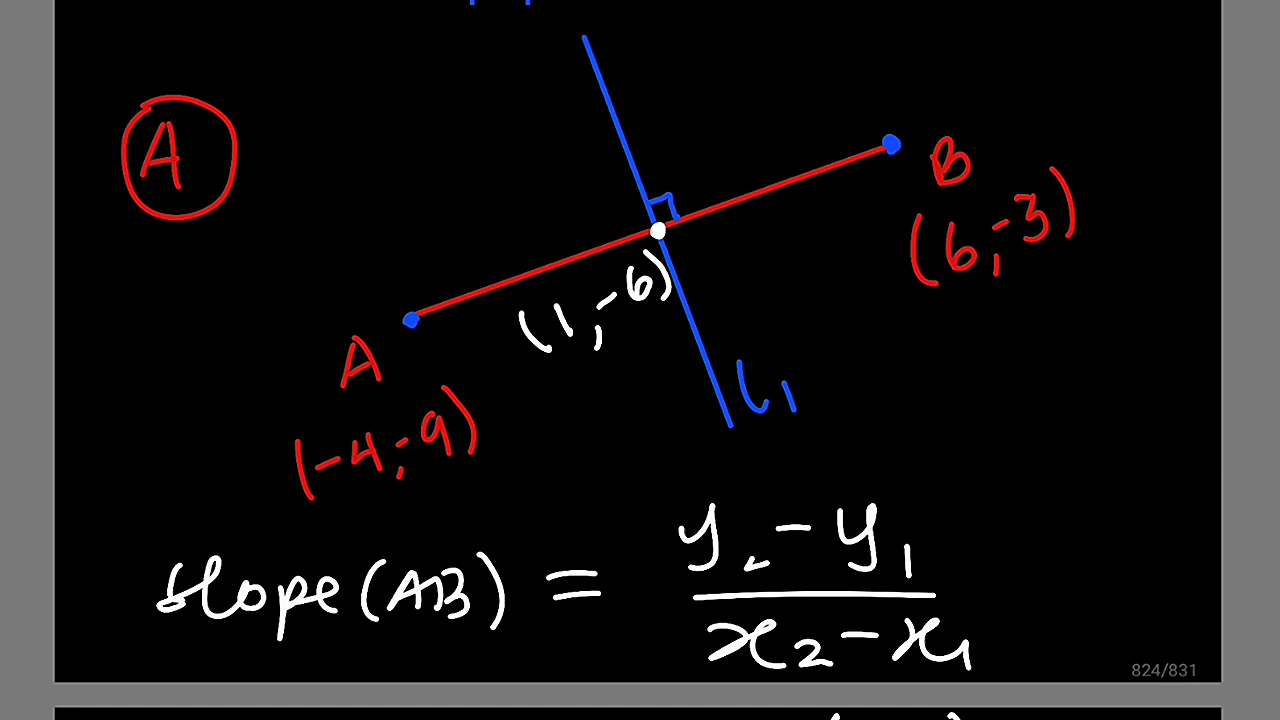 A
B
(6,-3)
(1,-6)
A
L1
(-4,-9)
slope(AB) = y2 - y1
x2 - x1
824/831